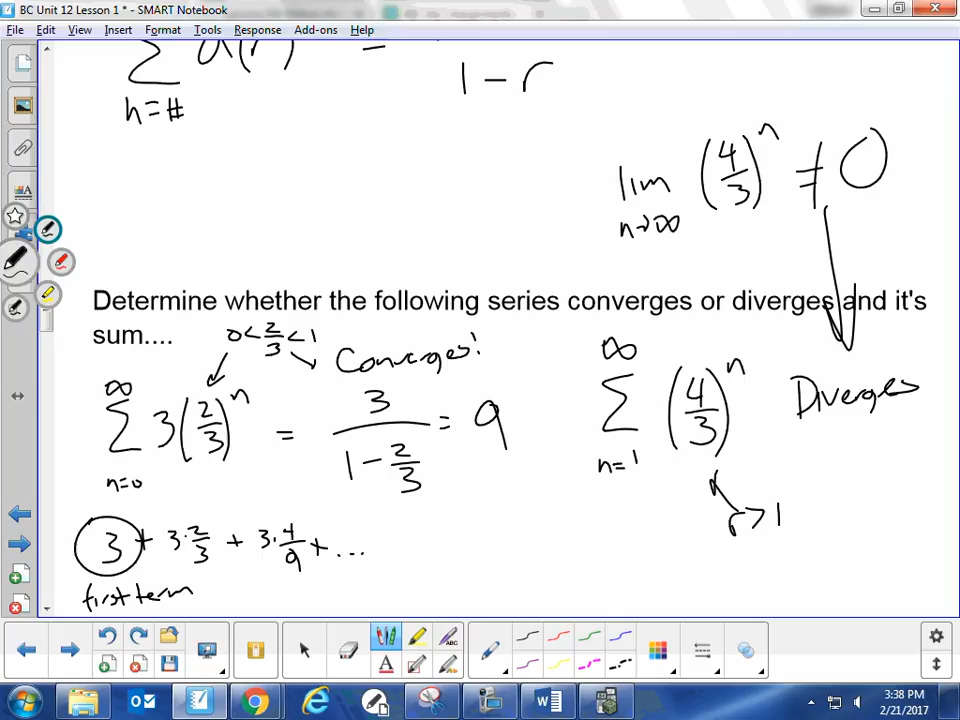 BC Unit 12 Lesson 1 * - SMART Notebook
File Edit View Insert Format Tools Response Add-ons Help
∑ a(r) =
n=#
1 - r
lim (4/3)^n ≠ 0
n→∞
Determine whether the following series converges or diverges and it's
sum....
0<2/3<1
Converges!
∞
∑ 3(2/3)^n = 3/(1-2/3) = 9
n=0
∞
∑ (4/3)^n Diverges
n=1
r>1
3 + 3·2/3 + 3·4/9 + ...
first term
3:38 PM
2/21/2017